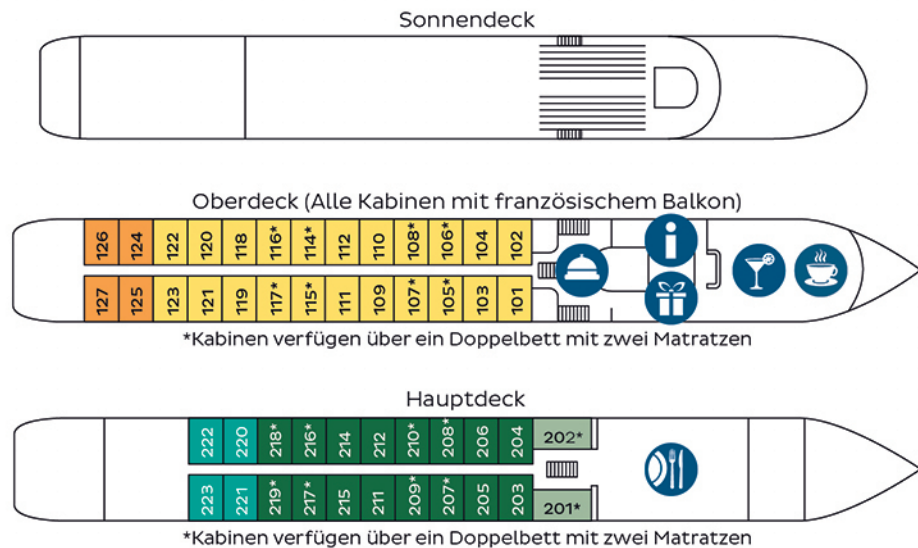 Sonnendeck
Oberdeck (Alle Kabinen mit französischem Balkon)
126 124 122 120 118 116* 114* 112 110 108* 106* 104 102
127 125 123 121 119 117* 115* 111 109 107* 105* 103 101
*Kabinen verfügen über ein Doppelbett mit zwei Matratzen
Hauptdeck
222 220 218* 216* 214 212 210* 208* 206 204 202*
223 221 219* 217* 215 211 209* 207* 205 203 201*
*Kabinen verfügen über ein Doppelbett mit zwei Matratzen